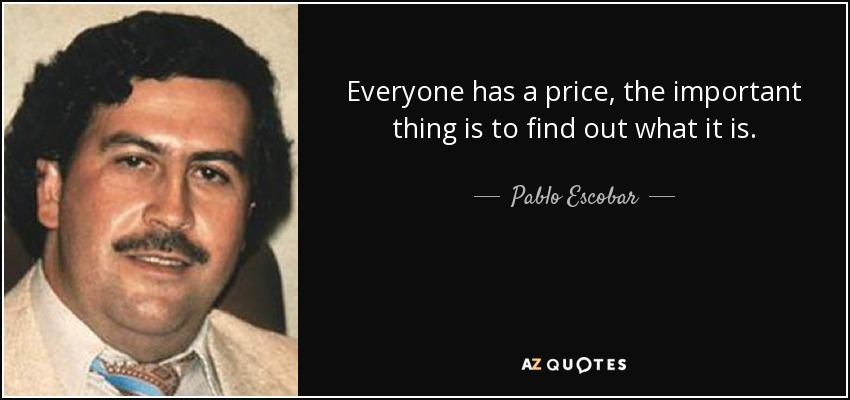 Everyone has a price, the important
thing is to find out what it is.
Pablo Escobar
AZ QUOTES